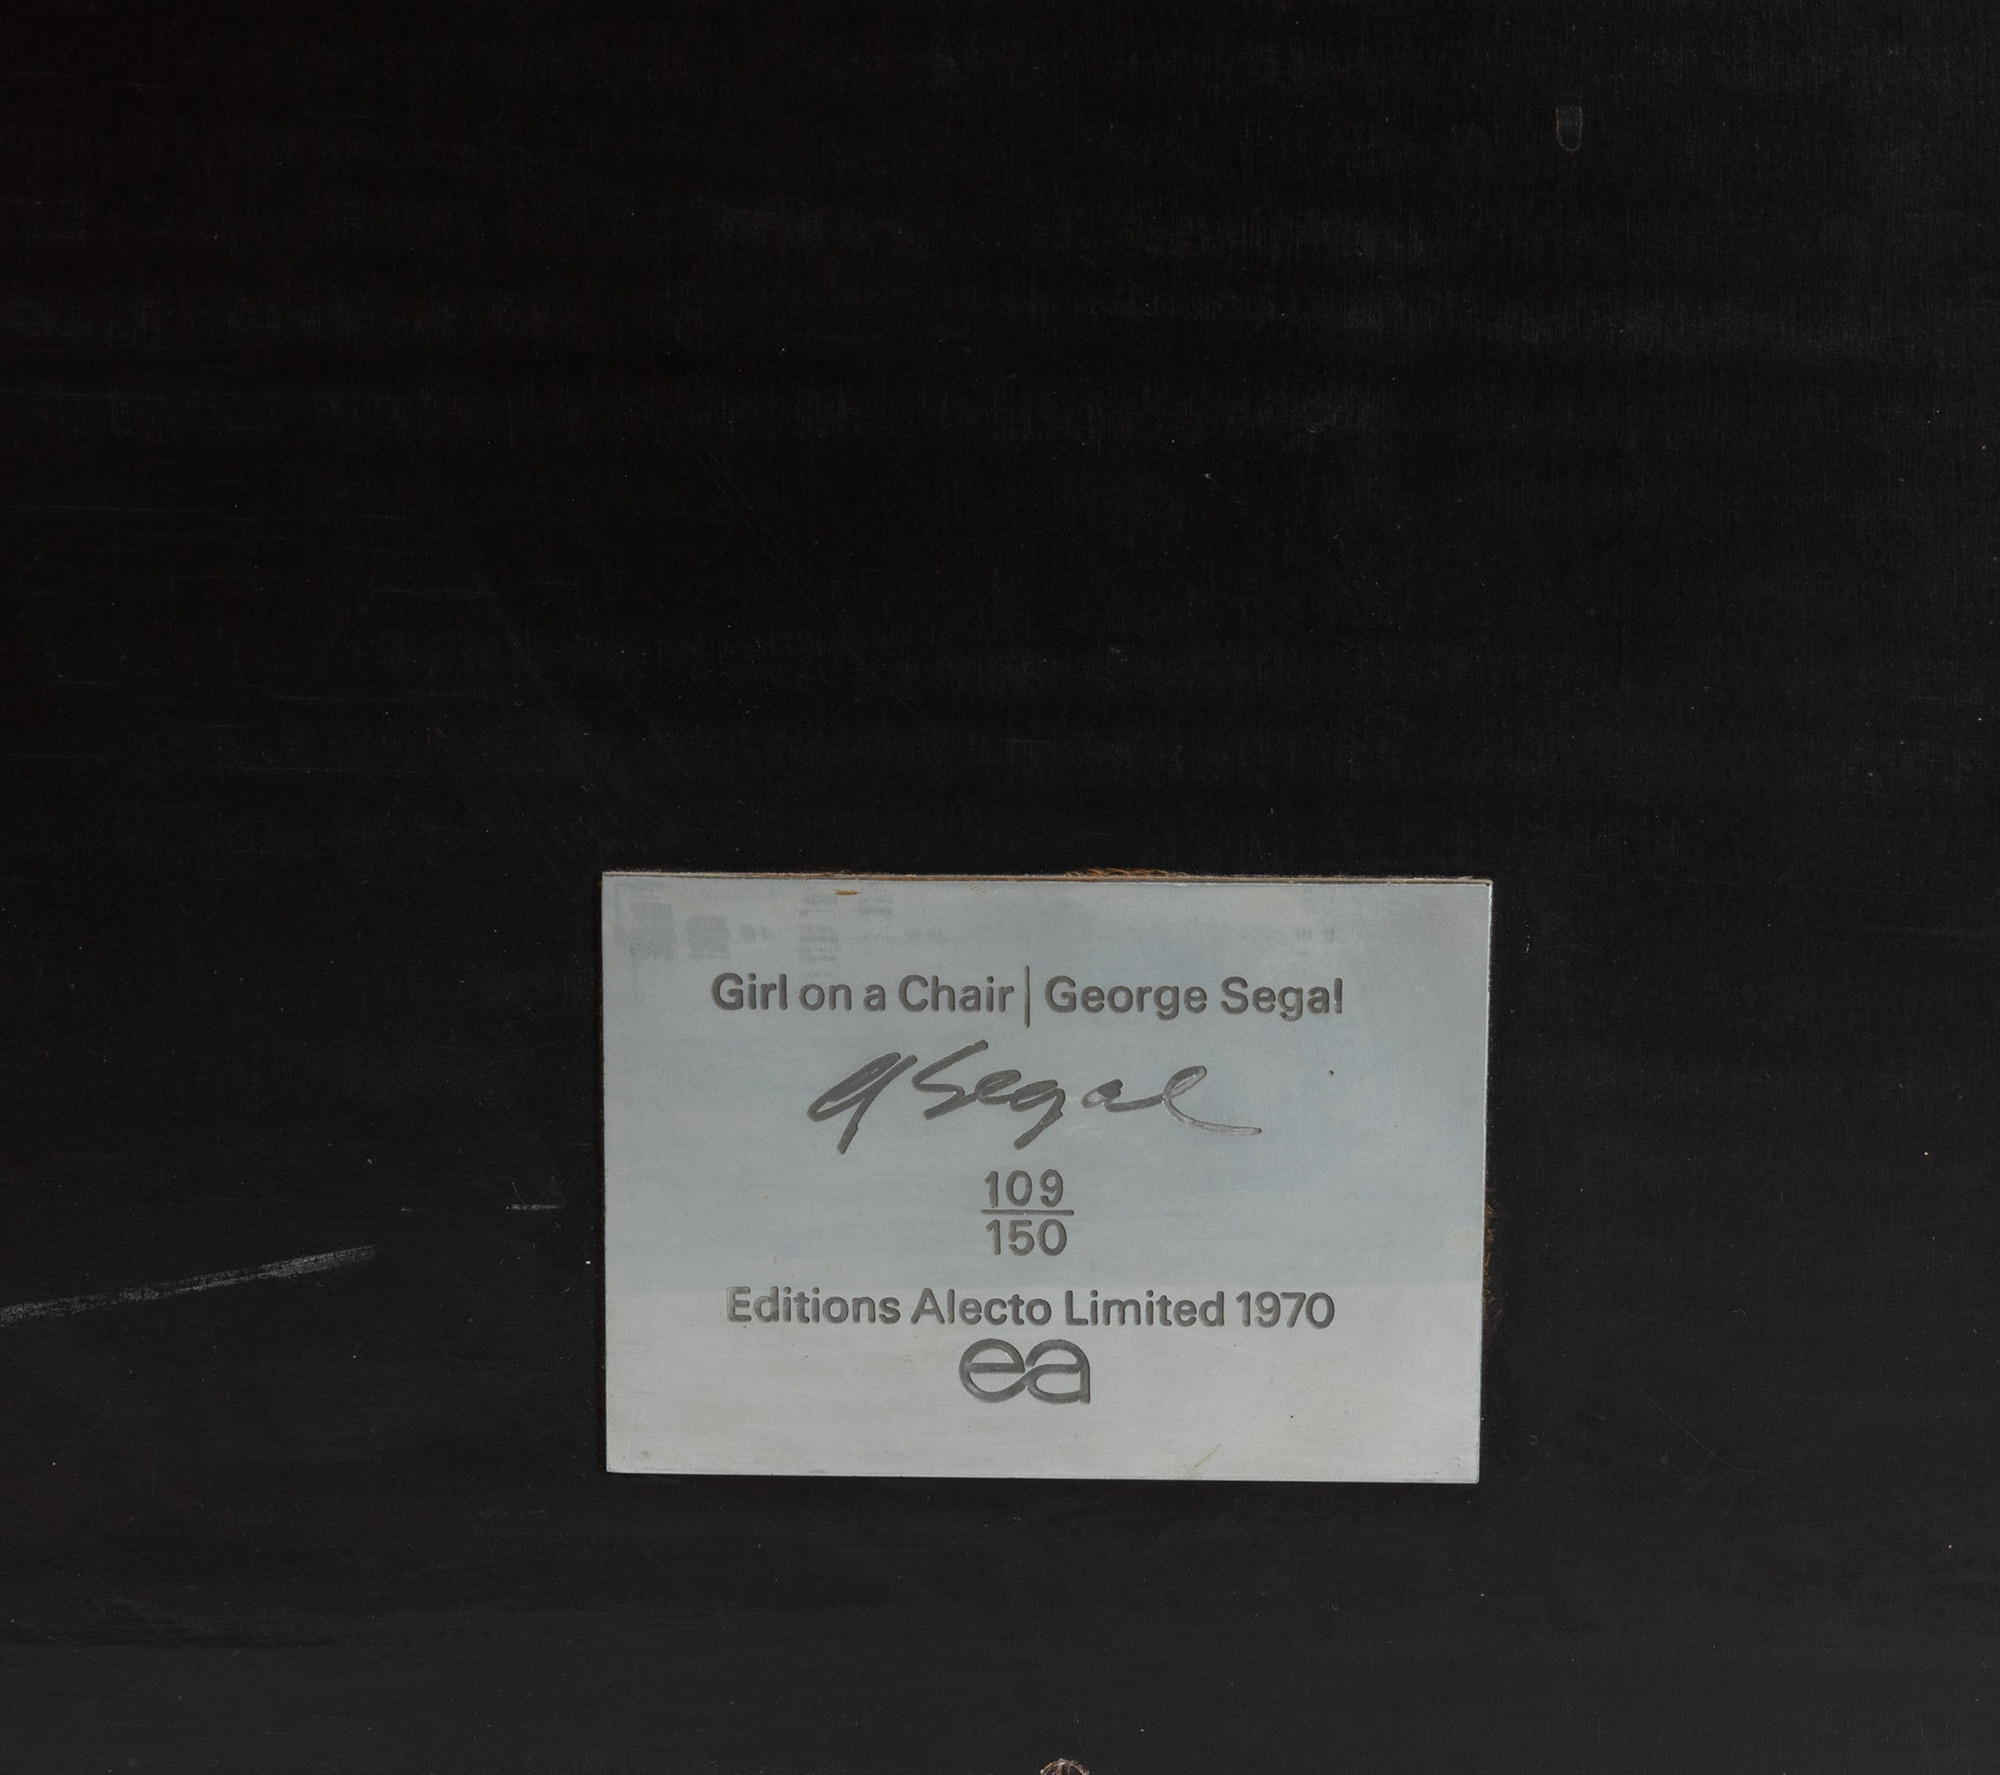 Girl on a Chair | George Segal
G Segal
109
150
Editions Alecto Limited 1970
ea